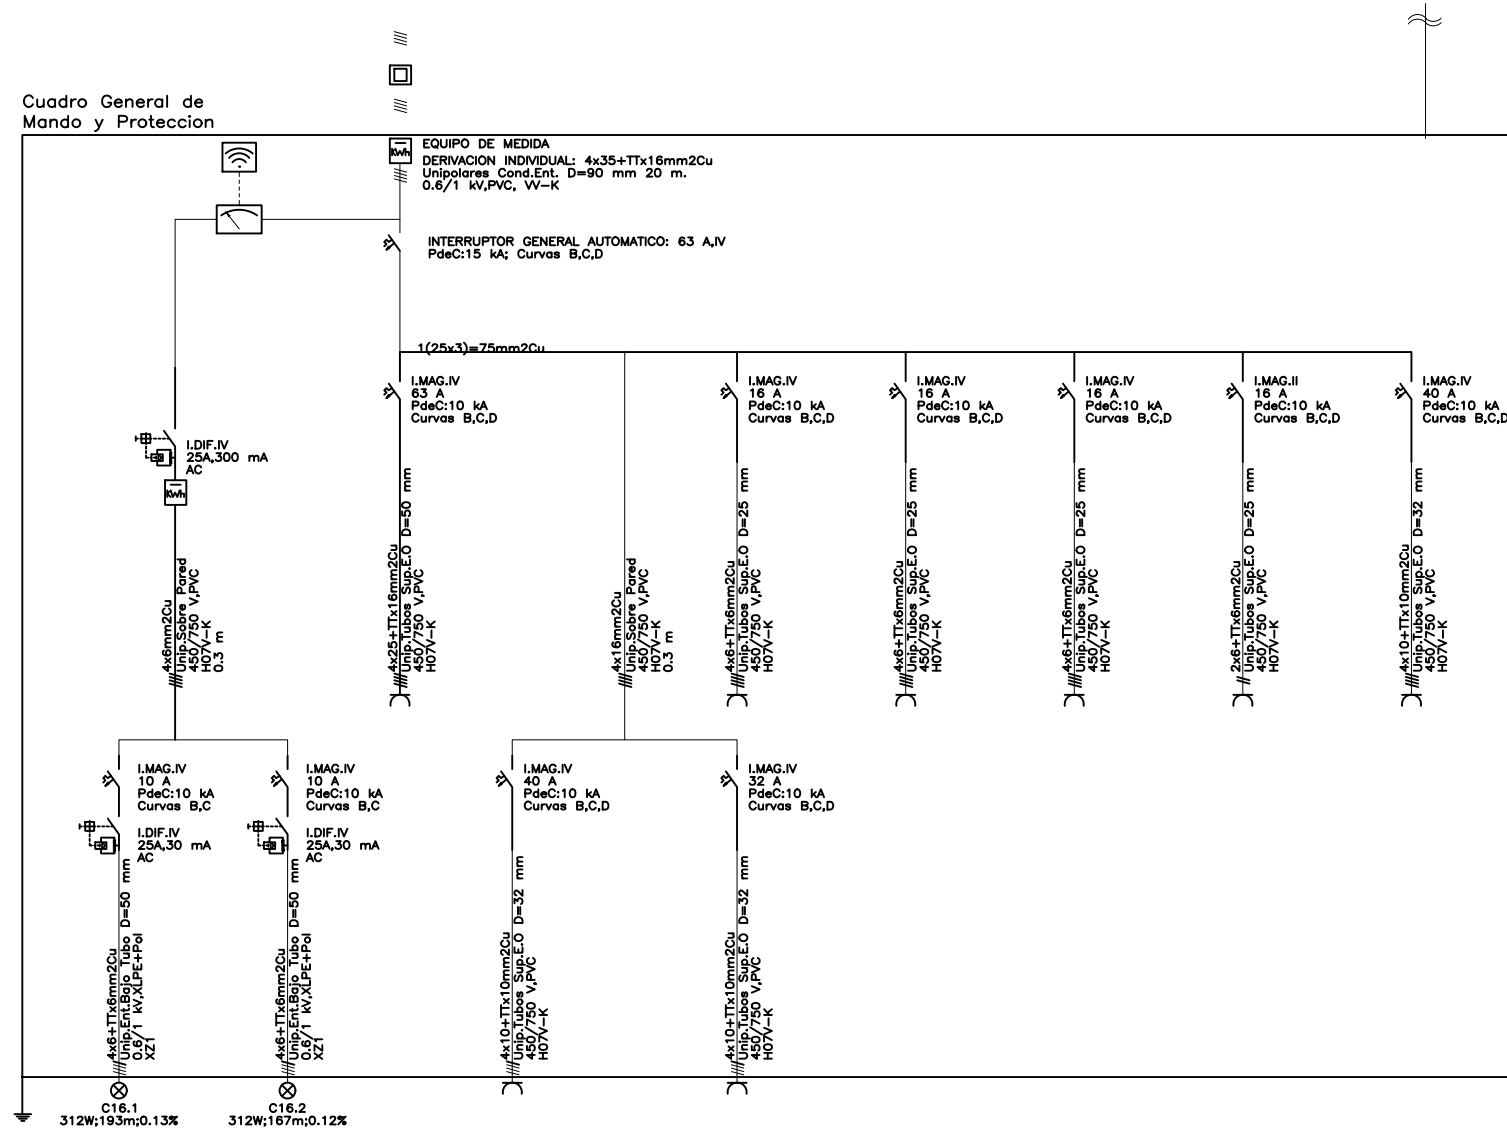 Cuadro General de
Mando y Proteccion
KWh
EQUIPO DE MEDIDA
DERIVACION INDIVIDUAL: 4x35+TTx16mm2Cu
Unipolares Cond.Ent. D=90 mm 20 m.
0.6/1 kV,PVC, VV-K
INTERRUPTOR GENERAL AUTOMATICO: 63 A,IV
PdeC:15 kA; Curvas B,C,D
1(25x3)=75mm2Cu
I.MAG.IV
63 A
PdeC:10 kA
Curvas B,C,D
I.MAG.IV
16 A
PdeC:10 kA
Curvas B,C,D
I.MAG.IV
16 A
PdeC:10 kA
Curvas B,C,D
I.MAG.IV
16 A
PdeC:10 kA
Curvas B,C,D
I.MAG.II
16 A
PdeC:10 kA
Curvas B,C,D
I.MAG.IV
40 A
PdeC:10 kA
Curvas B,C,D
I.DIF.IV
25A,300 mA
AC
KWh
4x6mm2Cu
Unip.Sobre Pared
450/750 V,PVC
H07V-K
0.3 m
4x25+TTx16mm2Cu
Unip.Tubos Sup.E.O D=50 mm
450/750 V,PVC
H07V-K
4x16mm2Cu
Unip.Sobre Pared
450/750 V,PVC
H07V-K
0.3 m
4x6+TTx6mm2Cu
Unip.Tubos Sup.E.O D=25 mm
450/750 V,PVC
H07V-K
4x6+TTx6mm2Cu
Unip.Tubos Sup.E.O D=25 mm
450/750 V,PVC
H07V-K
4x6+TTx6mm2Cu
Unip.Tubos Sup.E.O D=25 mm
450/750 V,PVC
H07V-K
2x6+TTx6mm2Cu
Unip.Tubos Sup.E.O D=25 mm
450/750 V,PVC
H07V-K
4x10+TTx10mm2Cu
Unip.Tubos Sup.E.O D=32 mm
450/750 V,PVC
H07V-K
I.MAG.IV
10 A
PdeC:10 kA
Curvas B,C
I.MAG.IV
10 A
PdeC:10 kA
Curvas B,C
I.MAG.IV
40 A
PdeC:10 kA
Curvas B,C,D
I.MAG.IV
32 A
PdeC:10 kA
Curvas B,C,D
I.DIF.IV
25A,30 mA
AC
I.DIF.IV
25A,30 mA
AC
4x6+TTx6mm2Cu
Unip.Ent.Bajo Tubo D=50 mm
0.6/1 kV,XLPE+Pol
XZ1
4x6+TTx6mm2Cu
Unip.Ent.Bajo Tubo D=50 mm
0.6/1 kV,XLPE+Pol
XZ1
4x10+TTx10mm2Cu
Unip.Tubos Sup.E.O D=32 mm
450/750 V,PVC
H07V-K
4x10+TTx10mm2Cu
Unip.Tubos Sup.E.O D=32 mm
450/750 V,PVC
H07V-K
C16.1
312W;193m;0.13%
C16.2
312W;167m;0.12%